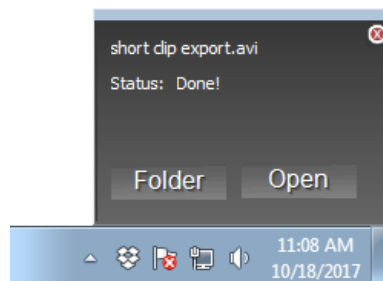 short clip export.avi
Status: Done!
Folder Open
11:08 AM
10/18/2017